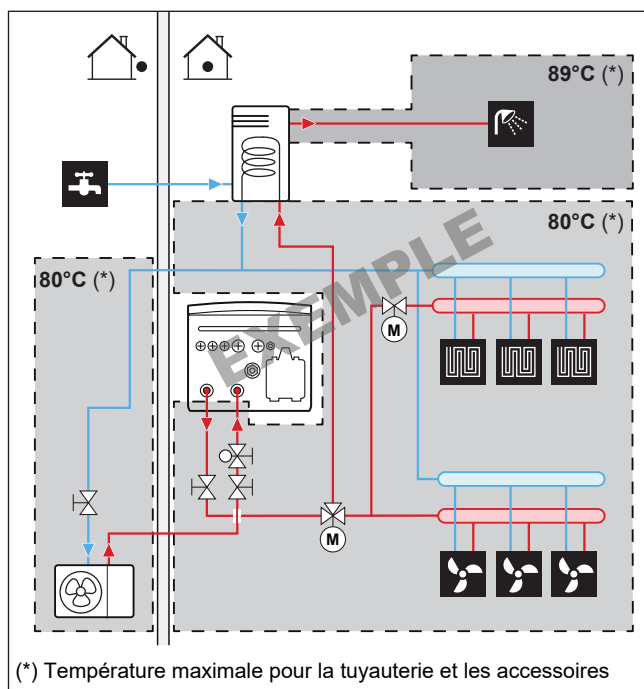 89°C (*)
80°C (*)
80°C (*)
EXEMPLE
M
M
(*) Température maximale pour la tuyauterie et les accessoires